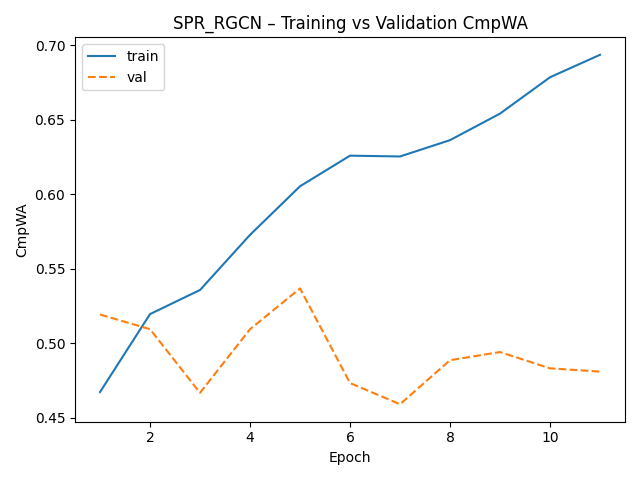 SPR_RGCN – Training vs Validation CmpWA
train
val
0.70
0.65
0.60
0.55
0.50
0.45
CmpWA
2
4
6
8
10
Epoch